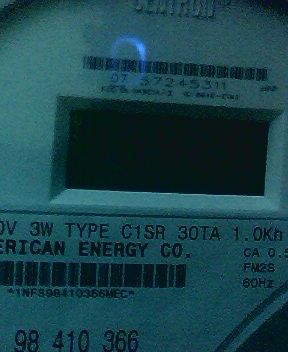 CENTRON
07 37245311
0V 3W TYPE C1SR 30TA 1.0Kh
ERICAN ENERGY CO.
CA 0.5
FM2S
60Hz
*1NFS98410366MEC*
98 410 366